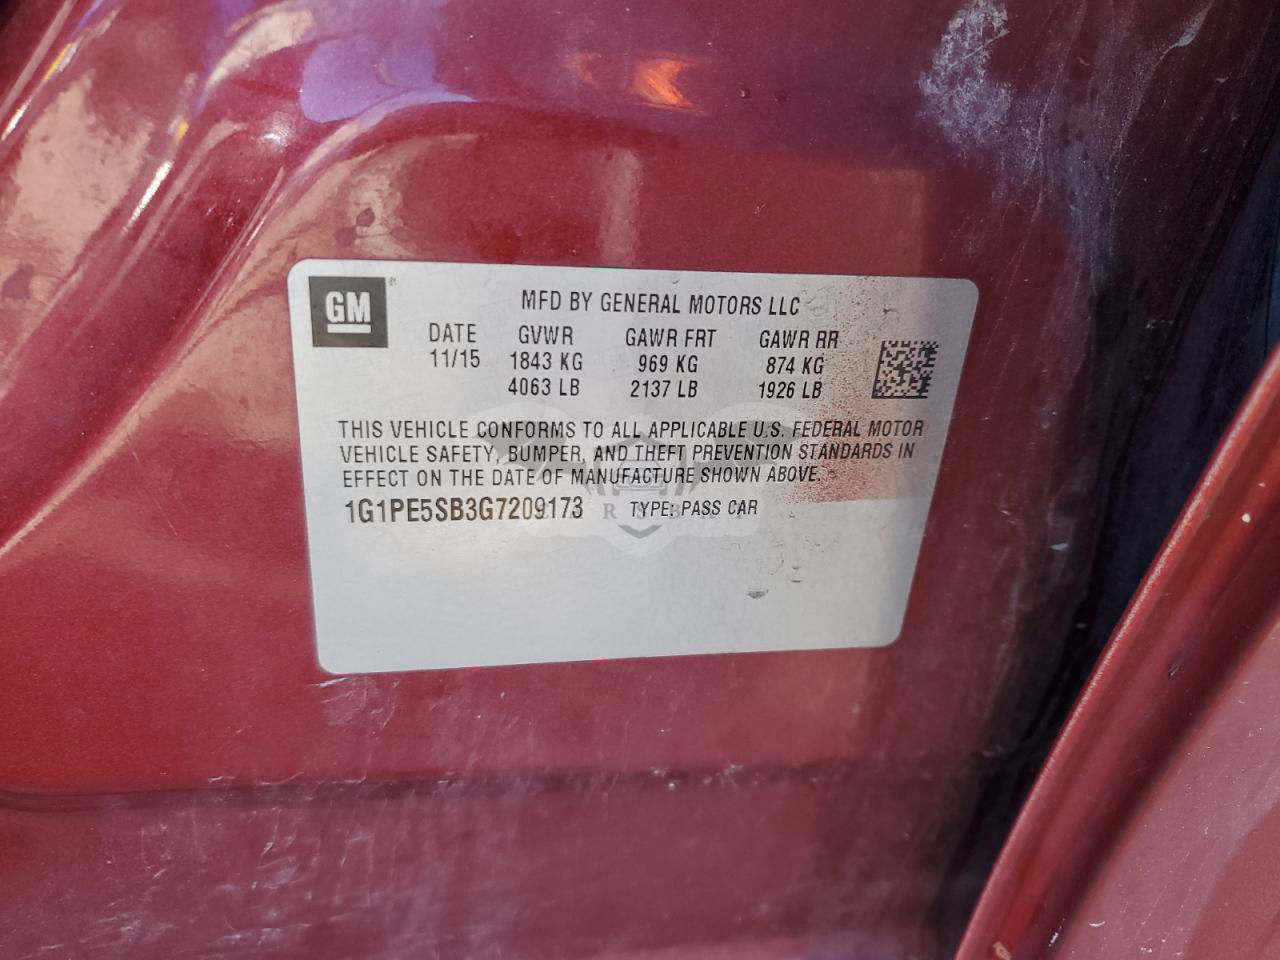 GM
MFD BY GENERAL MOTORS LLC
DATE GVWR GAWR FRT GAWR RR
11/15 1843 KG 969 KG 874 KG
4063 LB 2137 LB 1926 LB
THIS VEHICLE CONFORMS TO ALL APPLICABLE U.S. FEDERAL MOTOR
VEHICLE SAFETY, BUMPER, AND THEFT PREVENTION STANDARDS IN
EFFECT ON THE DATE OF MANUFACTURE SHOWN ABOVE.
1G1PE5SB3G7209173 TYPE: PASS CAR